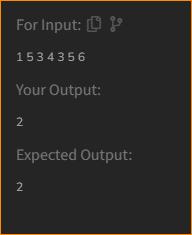 For Input:
1 5 3 4 3 5 6
Your Output:
2
Expected Output:
2